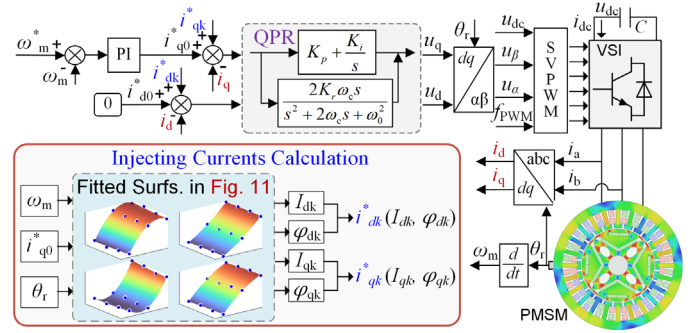 ω*m
ωm
PI
i*q0
i*qk
iq
i*dk
0
i*d0
id
QPR
Kp + Ki/s
2Krωcs / (s² + 2ωcs + ω0²)
uq
ud
θr
dq
αβ
udc
uβ
uα
fPWM
SVPWM
idc
udc
C
VSI
id
iq
abc
dq
ia
ib
ωm
d/dt
θr
PMSM
Injecting Currents Calculation
Fitted Surfs. in Fig. 11
ωm
i*q0
θr
Idk
φdk
Iqk
φqk
i*dk (Idk, φdk)
i*qk (Iqk, φqk)